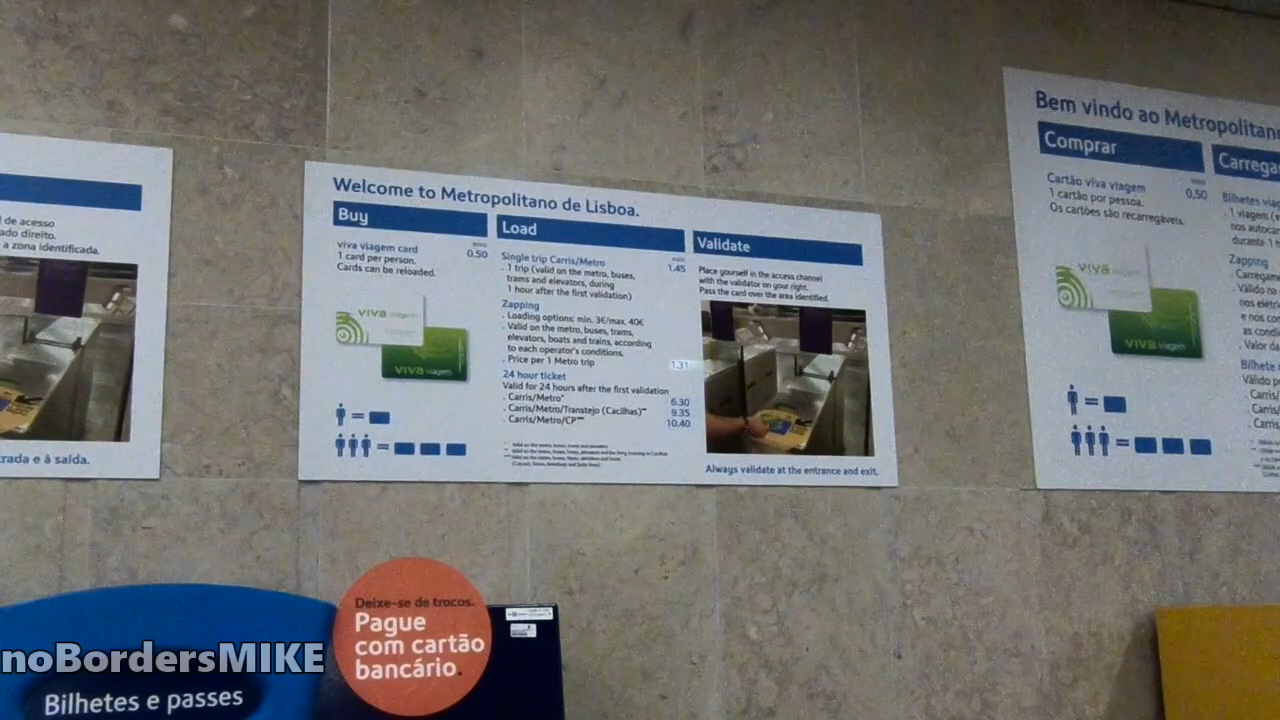 l de acesso
ado direito.
a zona identificada.
rada e à saída.
Welcome to Metropolitano de Lisboa.
Buy
viva viagem card
1 card per person.
Cards can be reloaded.
euro
0.50
viva viagem
viva viagem
Load
Single trip Carris/Metro
euro
1.45
. 1 trip (valid on the metro, buses,
trams and elevators, during
1 hour after the first validation)
Zapping
. Loading options: min. 3€/max. 40€
. Valid on the metro, buses, trams,
elevators, boats and trains, according
to each operator's conditions.
. Price per 1 Metro trip 1.31
24 hour ticket
Valid for 24 hours after the first validation
. Carris/Metro* 6.30
. Carris/Metro/Transtejo (Cacilhas)** 9.35
. Carris/Metro/CP*** 10.40
Validate
Place yourself in the access channel
with the validator on your right.
Pass the card over the area identified.
Always validate at the entrance and exit.
Bem vindo ao Metropolitano
Comprar
Cartão viva viagem
1 cartão por pessoa.
Os cartões são recarregáveis.
euro
0.50
viva viagem
viva viagem
Carrega
Bilhetes via
. 1 viagem (
nos autocar
durante 1
Zapping
. Carregam
. Válido na
nos elétri
e nos co
as condi
. Valor da
Bilhete
Válido p
. Carris/
. Carris/
. Carris
Deixe-se de trocos.
Pague
com cartão
bancário.
noBordersMIKE
Bilhetes e passes